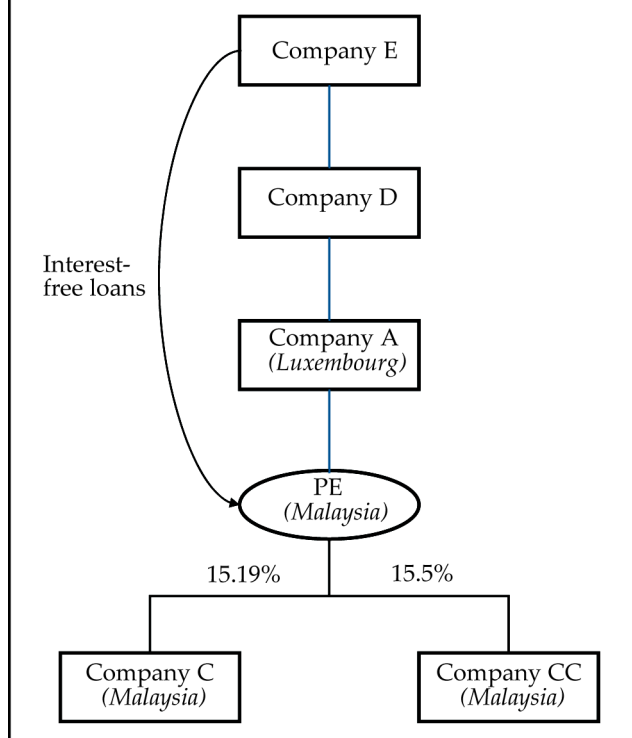 Company E
Company D
Interest-
free loans
Company A
(Luxembourg)
PE
(Malaysia)
15.19%
15.5%
Company C
(Malaysia)
Company CC
(Malaysia)